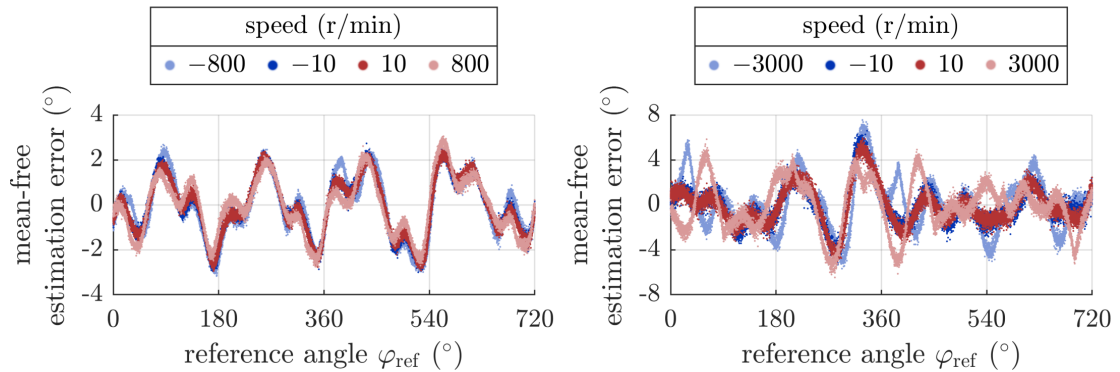 speed (r/min)
−800 −10 10 800
mean-free
estimation error (°)
4
2
0
-2
-4
0 180 360 540 720
reference angle φref (°)
speed (r/min)
−3000 −10 10 3000
mean-free
estimation error (°)
8
4
0
-4
-8
0 180 360 540 720
reference angle φref (°)